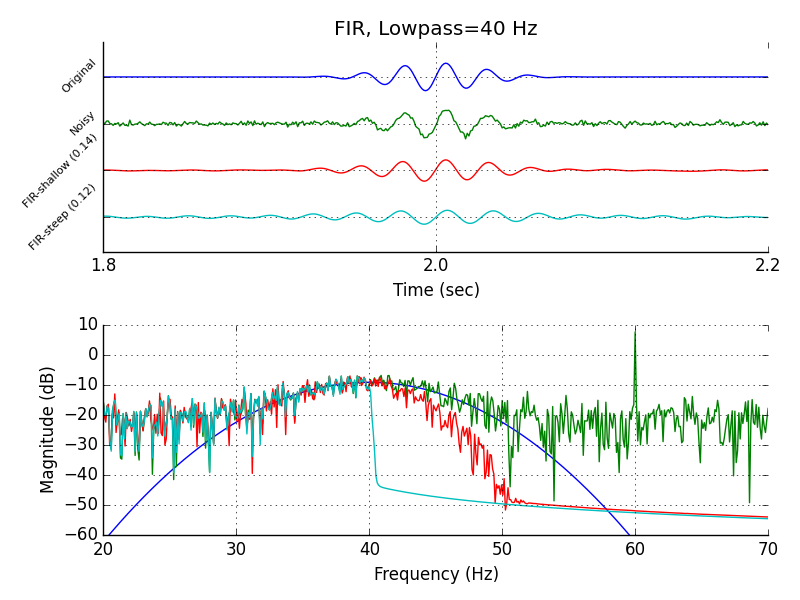 FIR, Lowpass=40 Hz
Original
Noisy
FIR-shallow (0.14)
FIR-steep (0.12)
1.8 2.0 2.2
Time (sec)
Magnitude (dB)
10
0
−10
−20
−30
−40
−50
−60
20 30 40 50 60 70
Frequency (Hz)